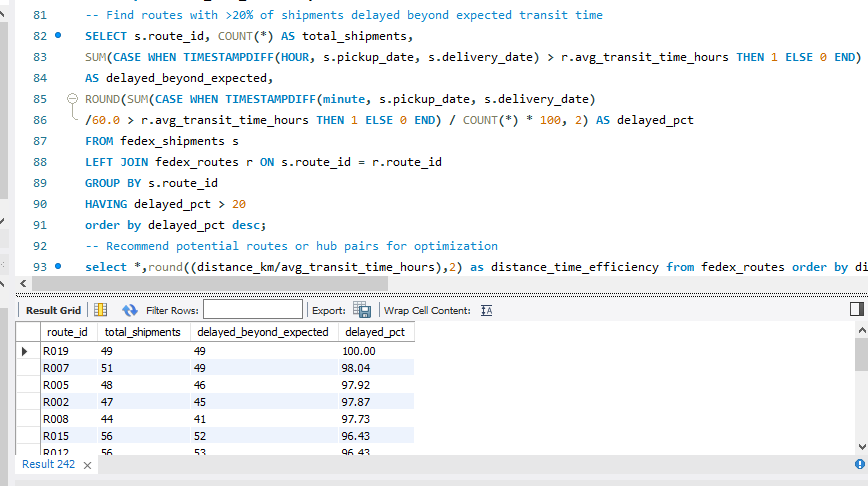 81 -- Find routes with >20% of shipments delayed beyond expected transit time
82 SELECT s.route_id, COUNT(*) AS total_shipments,
83 SUM(CASE WHEN TIMESTAMPDIFF(HOUR, s.pickup_date, s.delivery_date) > r.avg_transit_time_hours THEN 1 ELSE 0 END)
84 AS delayed_beyond_expected,
85 ROUND(SUM(CASE WHEN TIMESTAMPDIFF(minute, s.pickup_date, s.delivery_date)
86 /60.0 > r.avg_transit_time_hours THEN 1 ELSE 0 END) / COUNT(*) * 100, 2) AS delayed_pct
87 FROM fedex_shipments s
88 LEFT JOIN fedex_routes r ON s.route_id = r.route_id
89 GROUP BY s.route_id
90 HAVING delayed_pct > 20
91 order by delayed_pct desc;
92 -- Recommend potential routes or hub pairs for optimization
93 select *,round((distance_km/avg_transit_time_hours),2) as distance_time_efficiency from fedex_routes order by di
Result Grid Filter Rows: Export: Wrap Cell Content:
route_id total_shipments delayed_beyond_expected delayed_pct
R019 49 49 100.00
R007 51 49 98.04
R005 48 46 97.92
R002 47 45 97.87
R008 44 41 97.73
R015 56 52 96.43
R012 56 53 96.43
Result 242